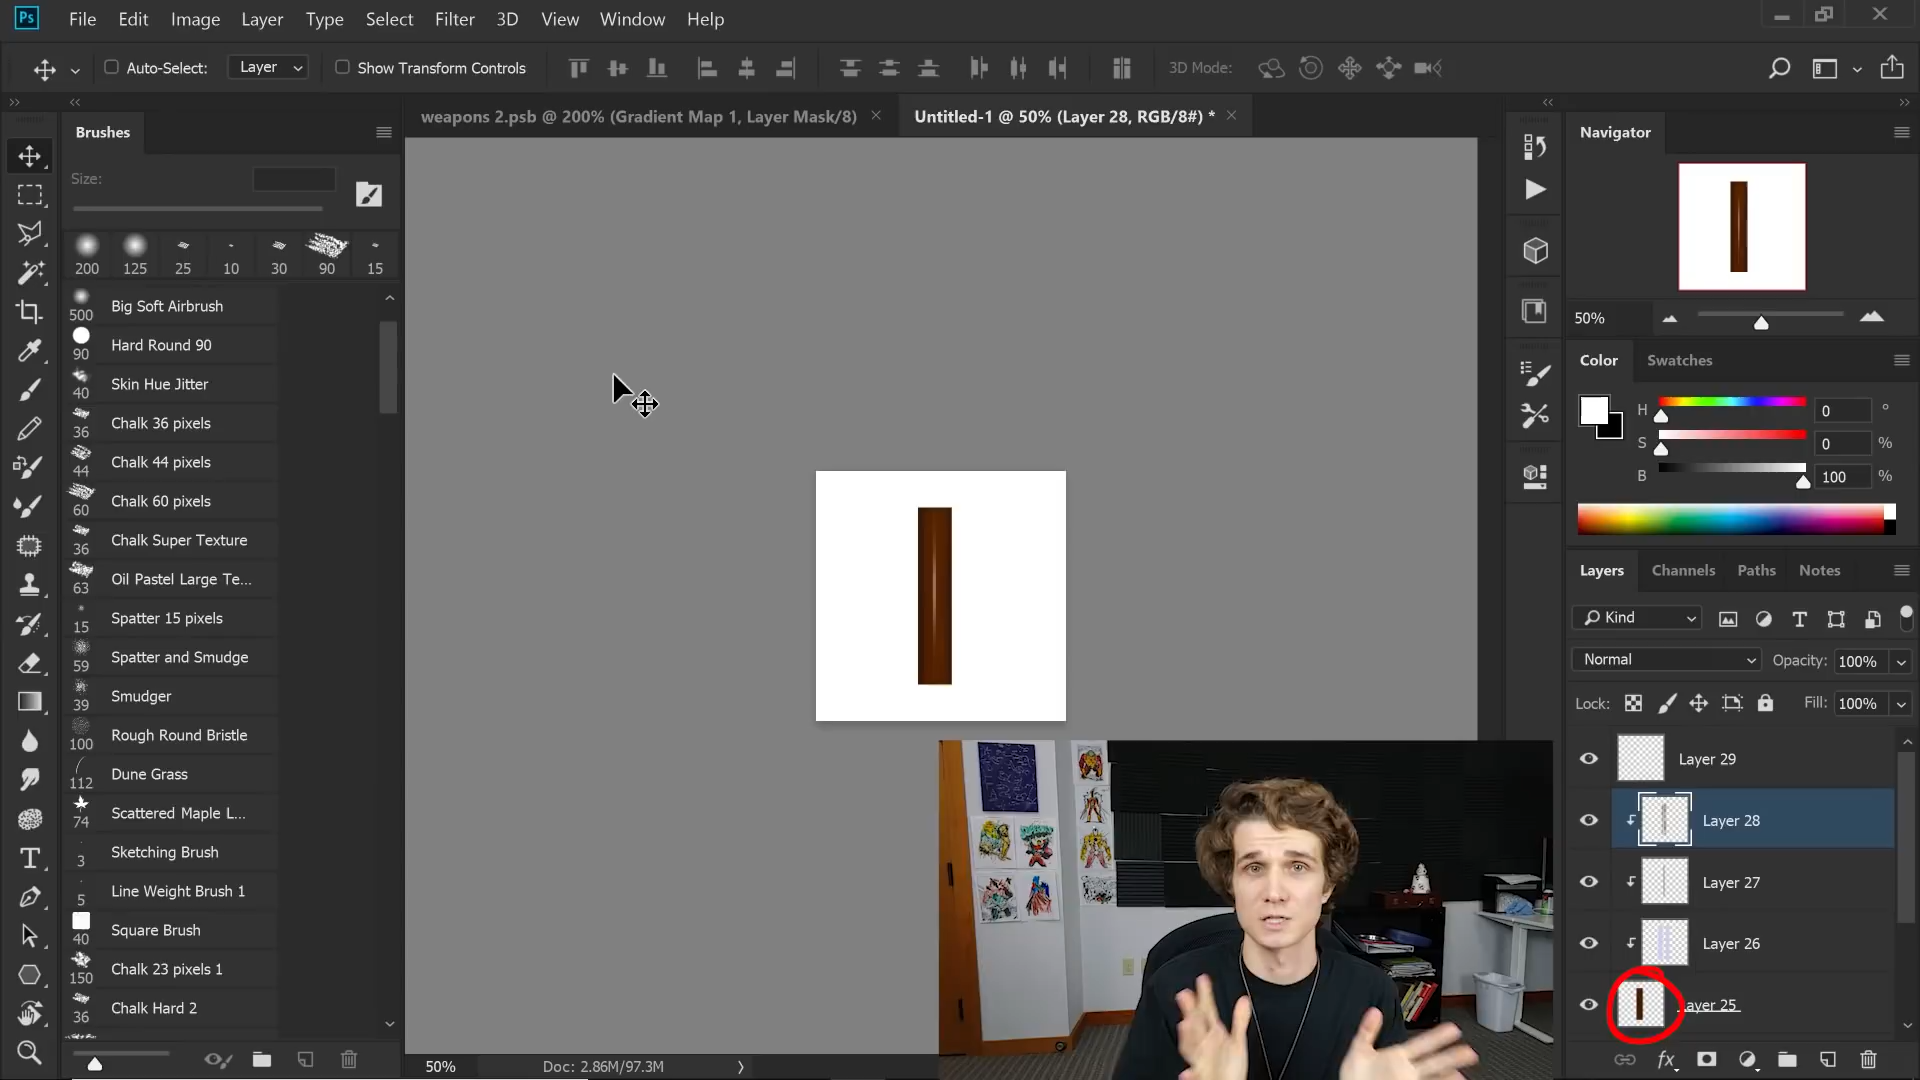 Ps File Edit Image Layer Type Select Filter 3D View Window Help
Auto-Select: Layer Show Transform Controls 3D Mode:
weapons 2.psb @ 200% (Gradient Map 1, Layer Mask/8) Untitled-1 @ 50% (Layer 28, RGB/8#) *
Brushes
Size:
200 125 25 10 30 90 15
500 Big Soft Airbrush
90 Hard Round 90
40 Skin Hue Jitter
36 Chalk 36 pixels
44 Chalk 44 pixels
60 Chalk 60 pixels
36 Chalk Super Texture
63 Oil Pastel Large Te...
15 Spatter 15 pixels
59 Spatter and Smudge
39 Smudger
100 Rough Round Bristle
112 Dune Grass
74 Scattered Maple L...
3 Sketching Brush
5 Line Weight Brush 1
40 Square Brush
150 Chalk 23 pixels 1
36 Chalk Hard 2
50% Doc: 2.86M/97.3M
Navigator
50%
Color Swatches
H 0 °
S 0 %
B 100 %
Layers Channels Paths Notes
Kind
Normal Opacity: 100%
Lock: Fill: 100%
Layer 29
Layer 28
Layer 27
Layer 26
ayer 25
fx